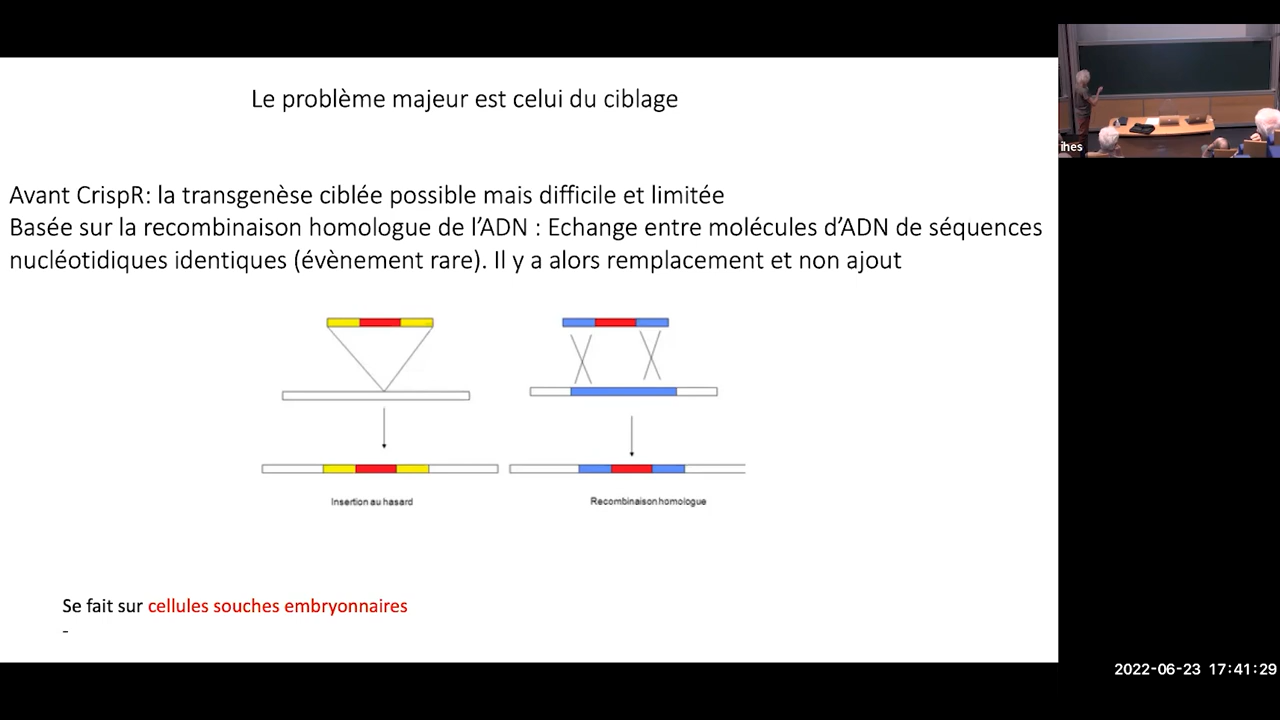 Le problème majeur est celui du ciblage
Avant CrispR: la transgenèse ciblée possible mais difficile et limitée
Basée sur la recombinaison homologue de l’ADN : Echange entre molécules d’ADN de séquences
nucléotidiques identiques (évènement rare). Il y a alors remplacement et non ajout
Insertion au hasard
Recombinaison homologue
Se fait sur cellules souches embryonnaires
-
ihes
2022-06-23 17:41:29